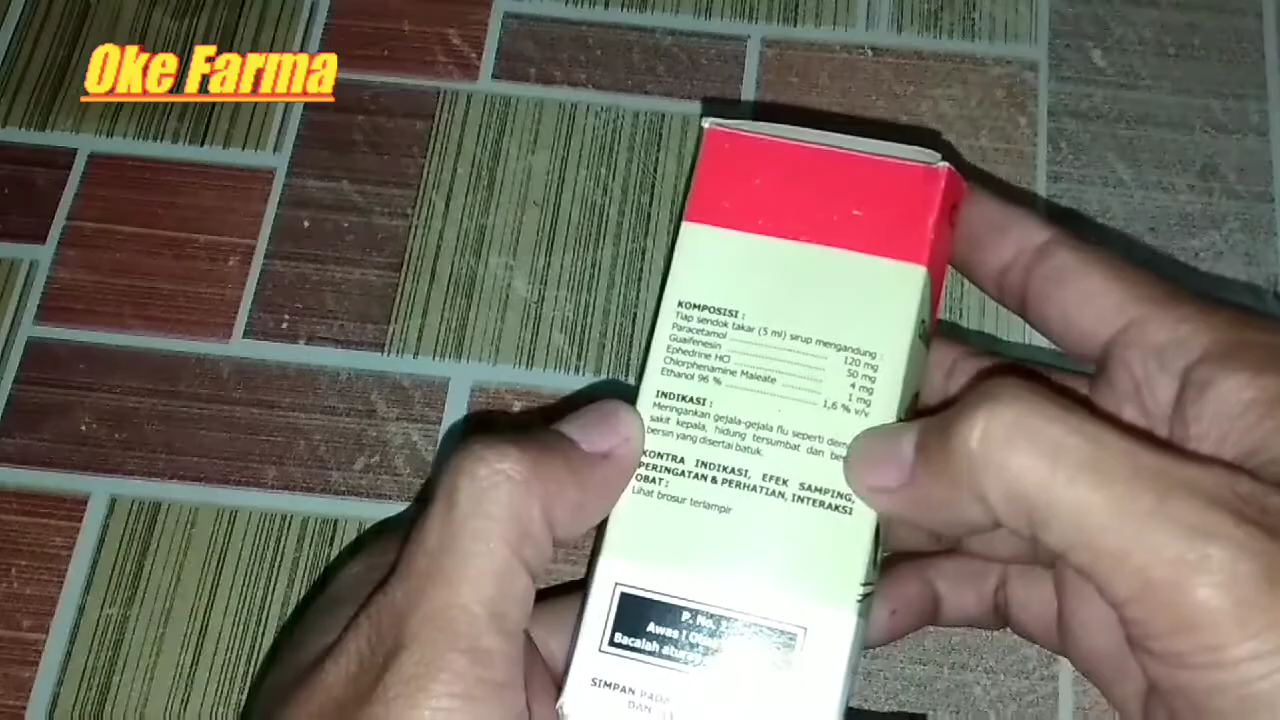 Oke Farma
KOMPOSISI :
Tiap sendok takar (5 ml) sirup mengandung :
Paracetamol ........................ 120 mg
Guaifenesin ........................ 50 mg
Ephedrine HCl ........................ 4 mg
Chlorphenamine Maleate ............ 1 mg
Ethanol 96 % ........................ 1,6 % v/v
INDIKASI :
Meringankan gejala-gejala flu seperti
sakit kepala, hidung tersumbat dan
bersin yang disertai batuk.
KONTRA INDIKASI, EFEK SAMPING,
PERINGATAN & PERHATIAN, INTERAKSI
OBAT :
Lihat brosur terlampir
P. No.
Awas !
Bacalah
SIMPAN PADA
DAN